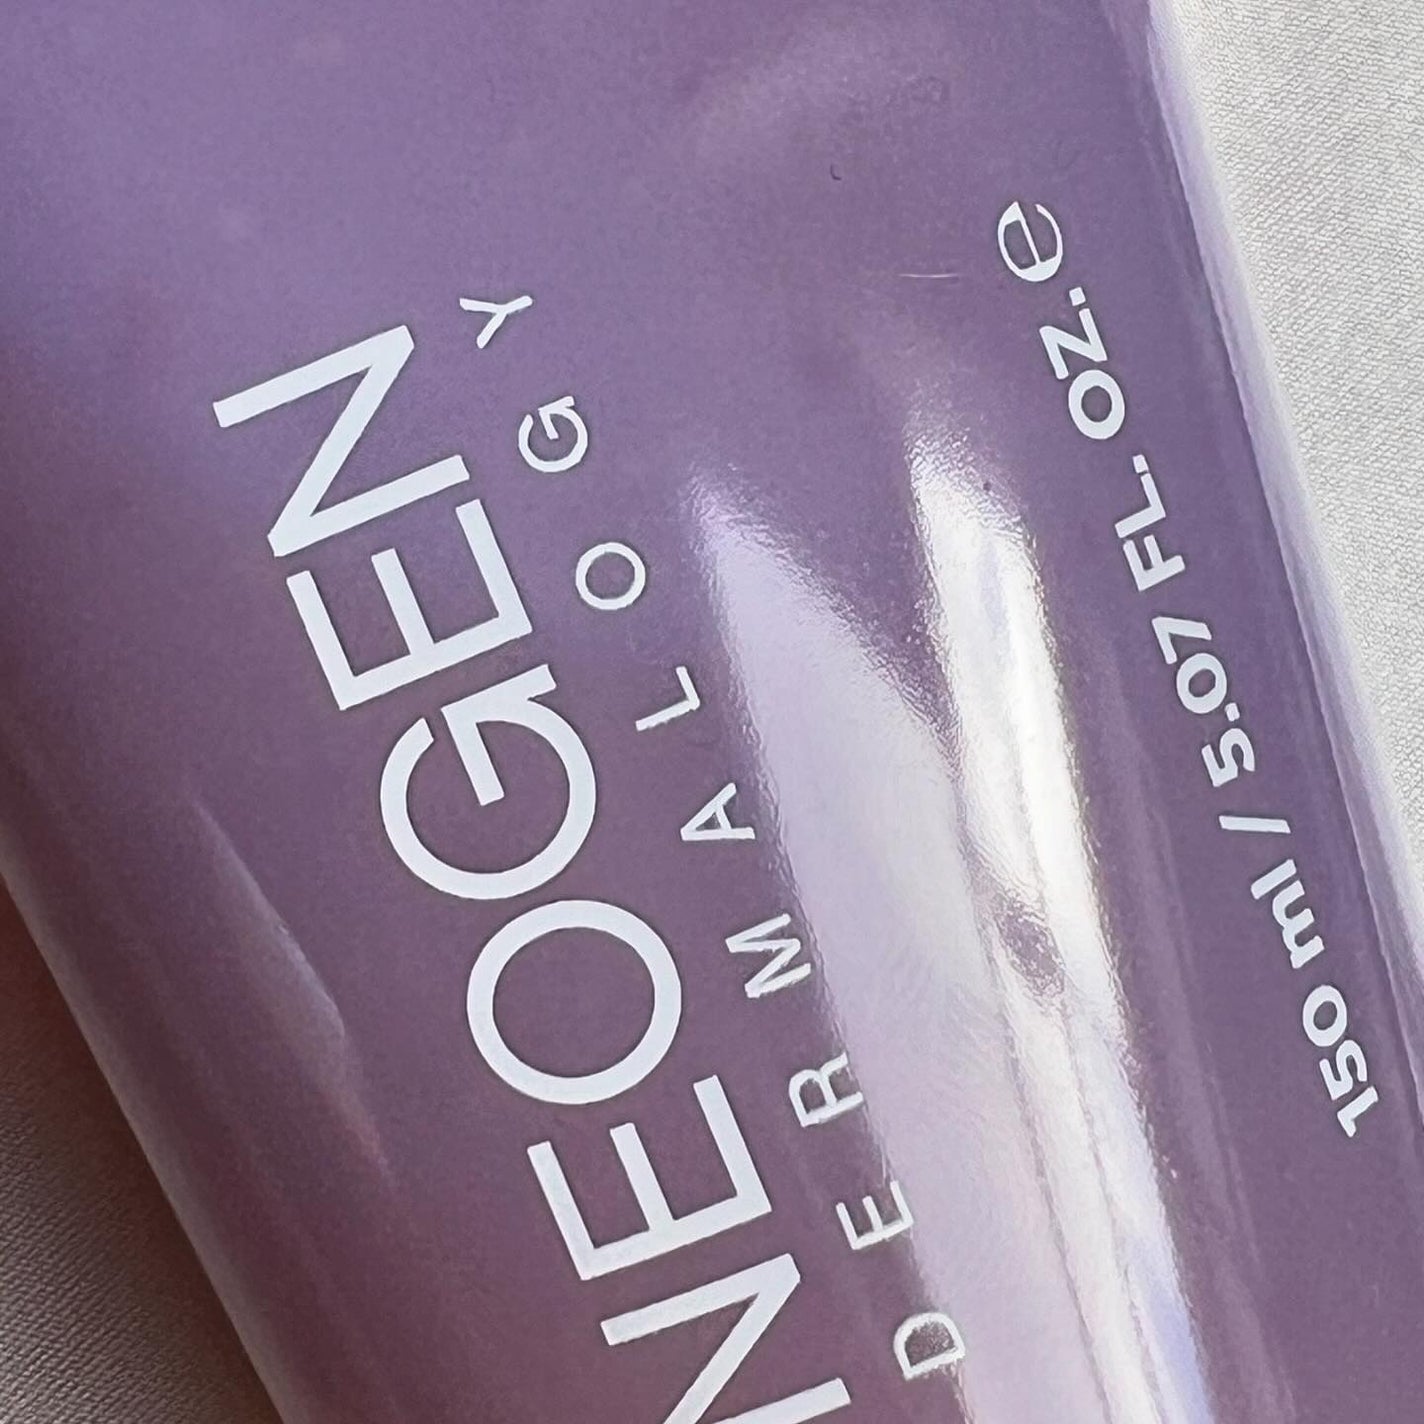 NEOGEN
DERMALOGY
150 ml / 5.07 FL. OZ. ℮